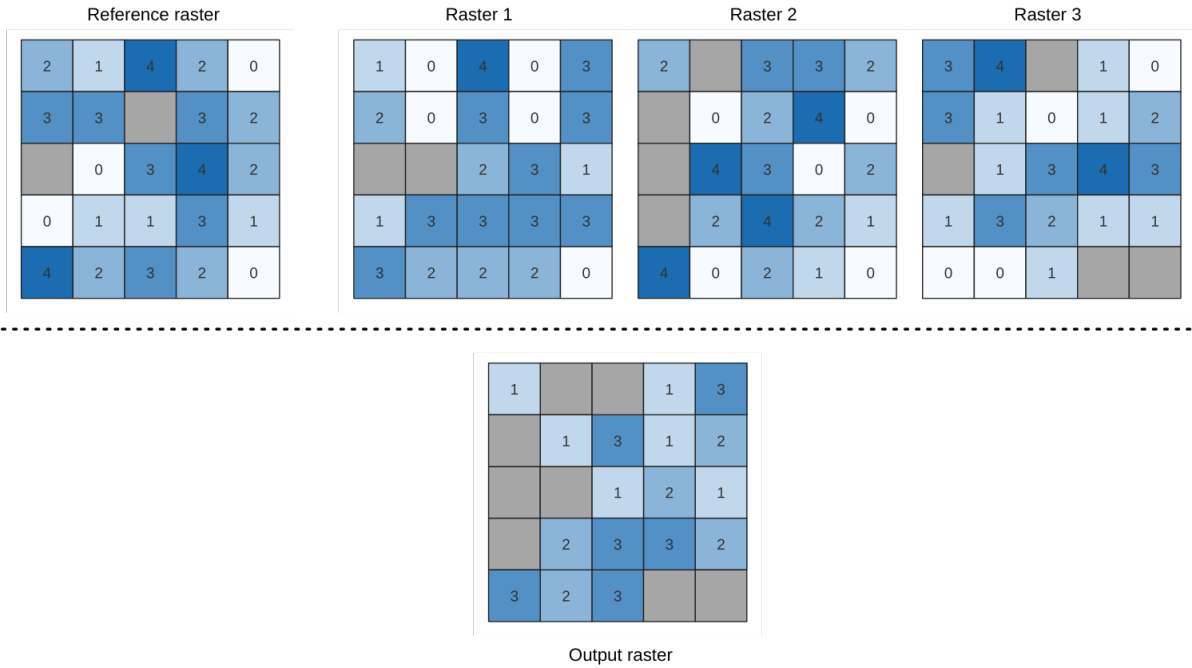 Reference raster Raster 1 Raster 2 Raster 3
2 1 4 2 0 1 0 4 0 3 2 3 3 2 3 4 1 0
3 3 3 2 2 0 3 0 3 0 2 4 0 3 1 0 1 2
0 3 4 2 2 3 1 4 3 0 2 1 3 4 3
0 1 1 3 1 1 3 3 3 3 2 4 2 1 1 3 2 1 1
4 2 3 2 0 3 2 2 2 0 4 0 2 1 0 0 0 1
1 1 3
1 3 1 2
1 2 1
2 3 3 2
3 2 3
Output raster